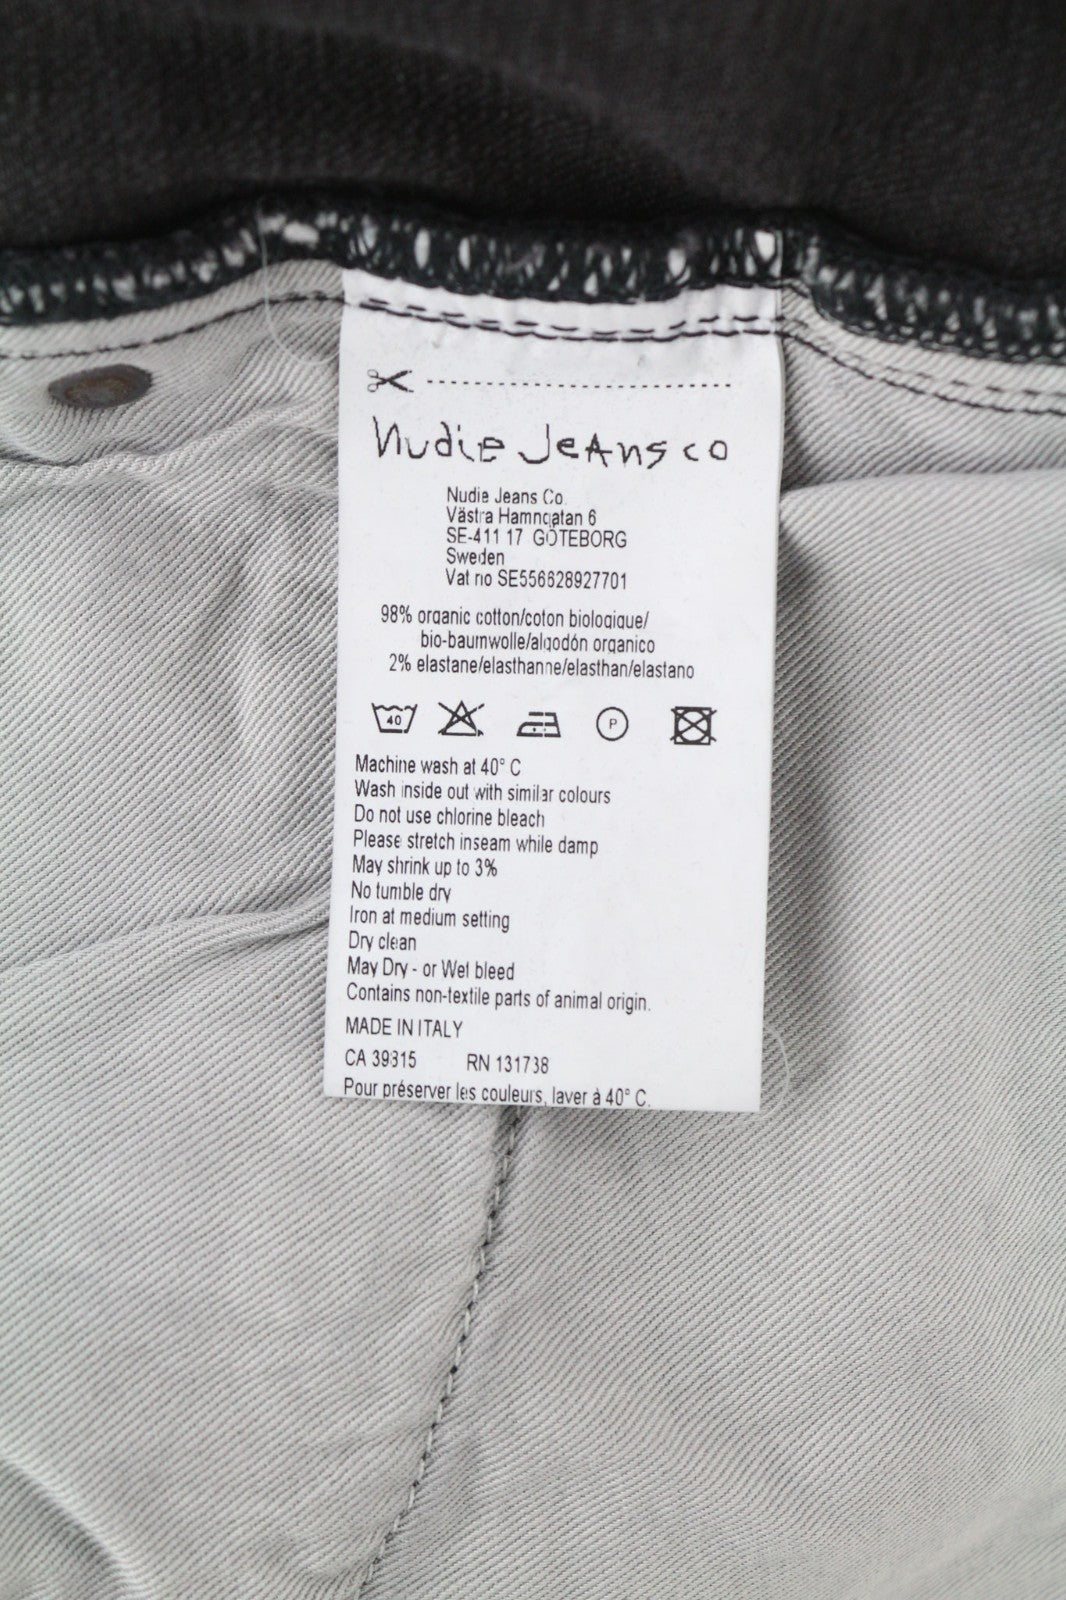 Nudie Jeans co
Nudie Jeans Co.
Västra Hamngatan 6
SE-411 17 GÖTEBORG
Sweden
Vat no SE556628927701
98% organic cotton/coton biologique/
bio-baumwolle/algodón organico
2% elastane/elasthanne/elasthan/elastano
40 P
Machine wash at 40° C
Wash inside out with similar colours
Do not use chlorine bleach
Please stretch inseam while damp
May shrink up to 3%
No tumble dry
Iron at medium setting
Dry clean
May Dry - or Wet bleed
Contains non-textile parts of animal origin.
MADE IN ITALY
CA 39315 RN 131738
Pour préserver les couleurs, laver à 40° C.